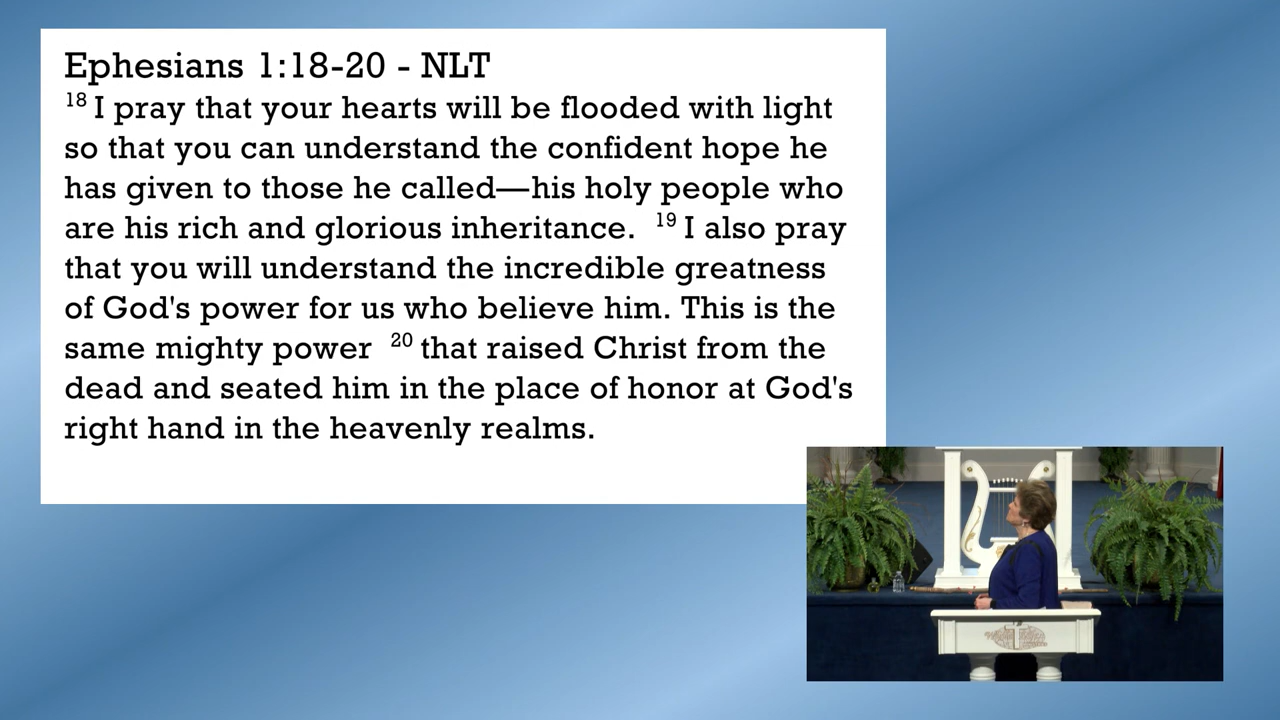 Ephesians 1:18-20 - NLT
18 I pray that your hearts will be flooded with light
so that you can understand the confident hope he
has given to those he called—his holy people who
are his rich and glorious inheritance. 19 I also pray
that you will understand the incredible greatness
of God's power for us who believe him. This is the
same mighty power 20 that raised Christ from the
dead and seated him in the place of honor at God's
right hand in the heavenly realms.